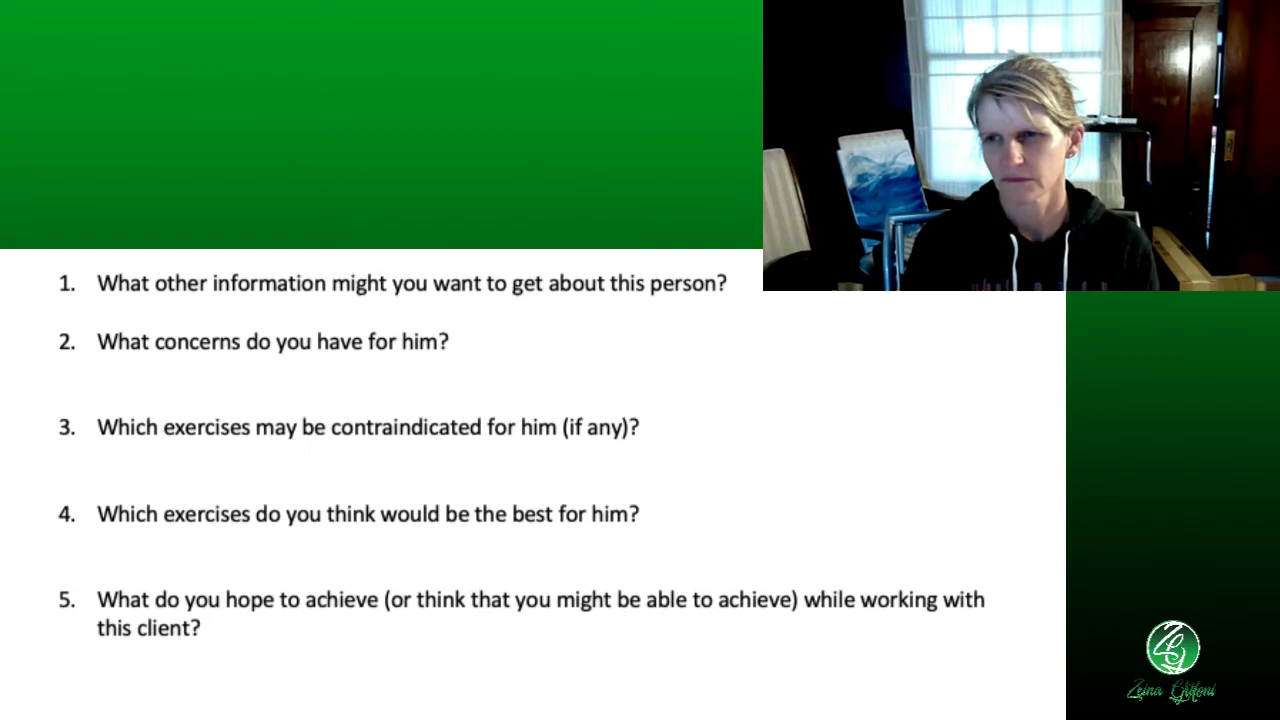 1. What other information might you want to get about this person?
2. What concerns do you have for him?
3. Which exercises may be contraindicated for him (if any)?
4. Which exercises do you think would be the best for him?
5. What do you hope to achieve (or think that you might be able to achieve) while working with
this client?
ZG
Zeina Grifoni